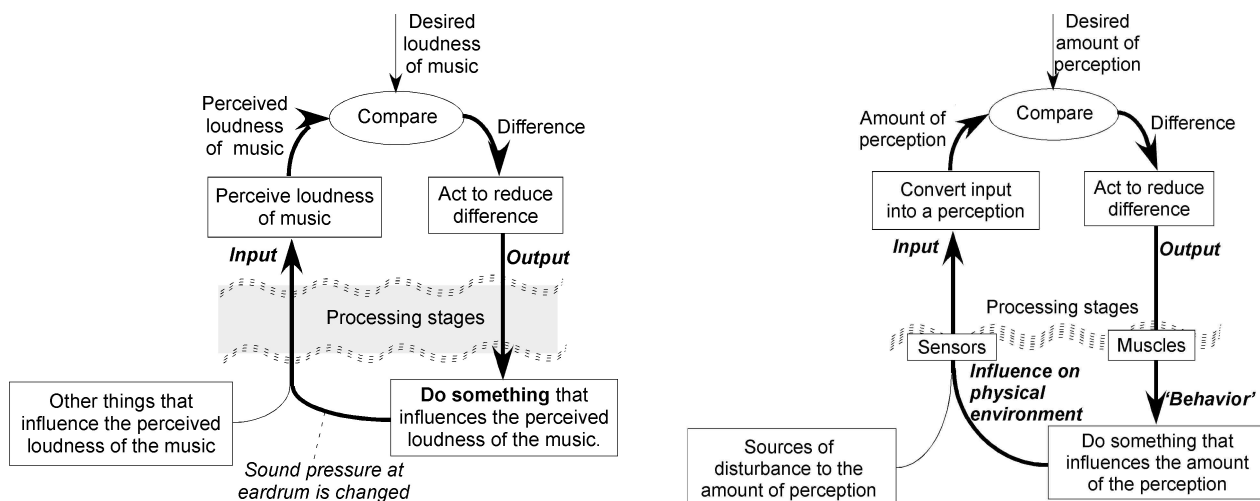 Desired
loudness
of music
Perceived
loudness
of music
Compare
Difference
Perceive loudness
of music
Act to reduce
difference
Input
Output
Processing stages
Other things that
influence the perceived
loudness of the music
Do something that
influences the perceived
loudness of the music.
Sound pressure at
eardrum is changed
Desired
amount of
perception
Amount of
perception
Compare
Difference
Convert input
into a perception
Act to reduce
difference
Input
Output
Processing stages
Sensors
Muscles
Influence on
physical
environment
‘Behavior’
Sources of
disturbance to the
amount of perception
Do something that
influences the amount
of the perception